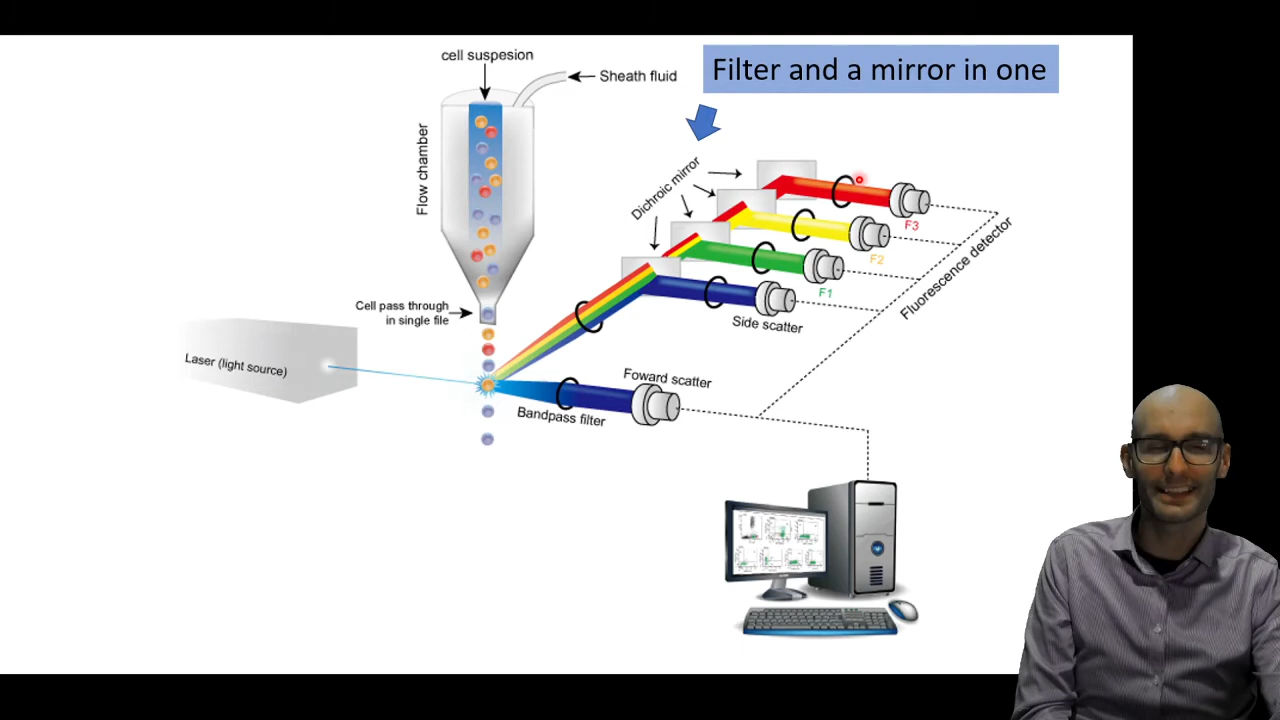 cell suspesion
Sheath fluid
Filter and a mirror in one
Flow chamber
Dichroic mirror
F3
F2
F1
Fluorescence detector
Side scatter
Cell pass through
in single file
Laser (light source)
Foward scatter
Bandpass filter